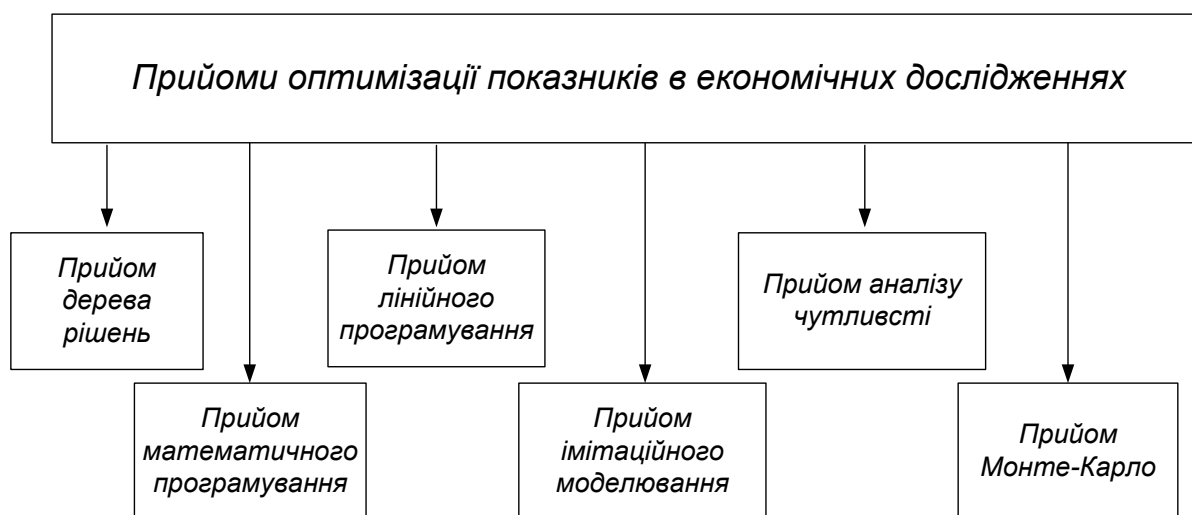 Прийоми оптимізації показників в економічних дослідженнях
Прийом
дерева
рішень
Прийом
лінійного
програмування
Прийом аналізу
чутливсті
Прийом
математичного
програмування
Прийом
імітаційного
моделювання
Прийом
Монте-Карло